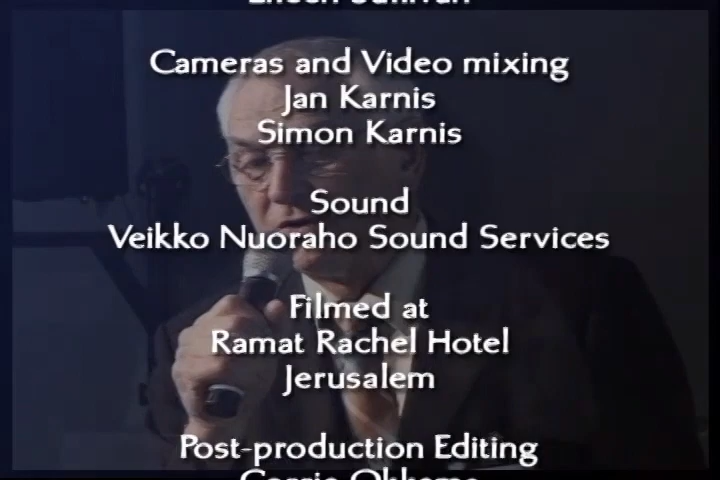 Cameras and Video mixing
Jan Karnis
Simon Karnis
Sound
Veikko Nuoraho Sound Services
Filmed at
Ramat Rachel Hotel
Jerusalem
Post-production Editing